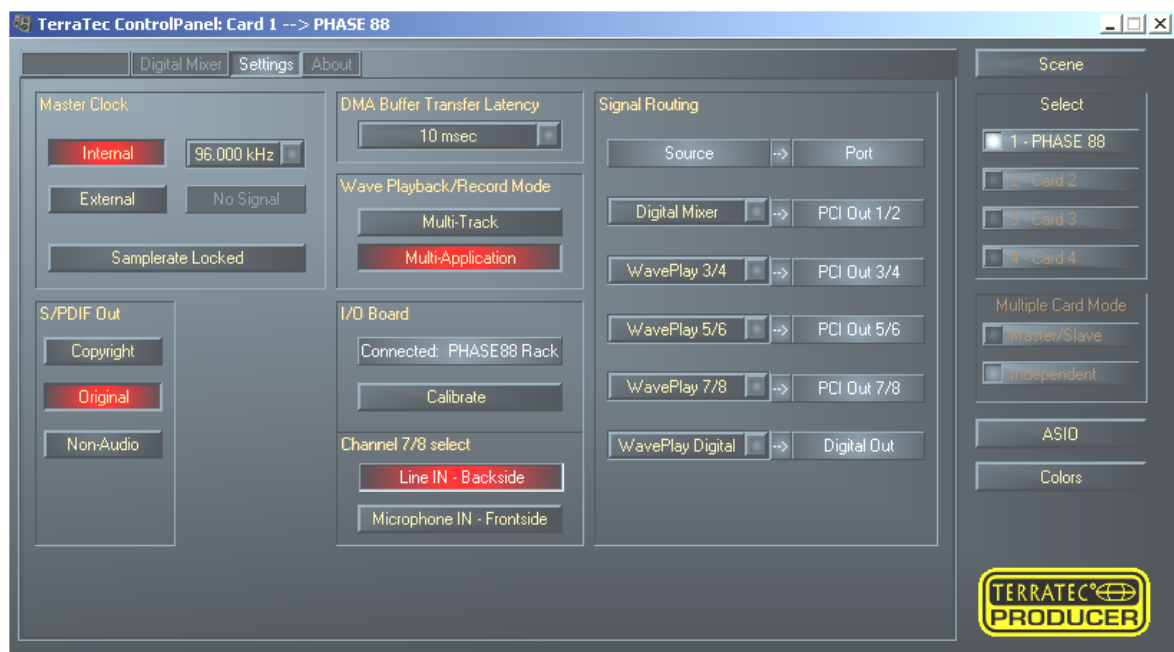 TerraTec ControlPanel: Card 1 --> PHASE 88
Digital Mixer Settings About
Master Clock
Internal 96.000 kHz
External No Signal
Samplerate Locked
S/PDIF Out
Copyright
Original
Non-Audio
DMA Buffer Transfer Latency
10 msec
Wave Playback/Record Mode
Multi-Track
Multi-Application
I/O Board
Connected: PHASE88 Rack
Calibrate
Channel 7/8 select
Line IN - Backside
Microphone IN - Frontside
Signal Routing
Source --> Port
Digital Mixer --> PCI Out 1/2
WavePlay 3/4 --> PCI Out 3/4
WavePlay 5/6 --> PCI Out 5/6
WavePlay 7/8 --> PCI Out 7/8
WavePlay Digital --> Digital Out
Scene
Select
1 - PHASE 88
2 - Card 2
3 - Card 3
4 - Card 4
Multiple Card Mode
Master/Slave
Independent
ASIO
Colors
TERRATEC
PRODUCER